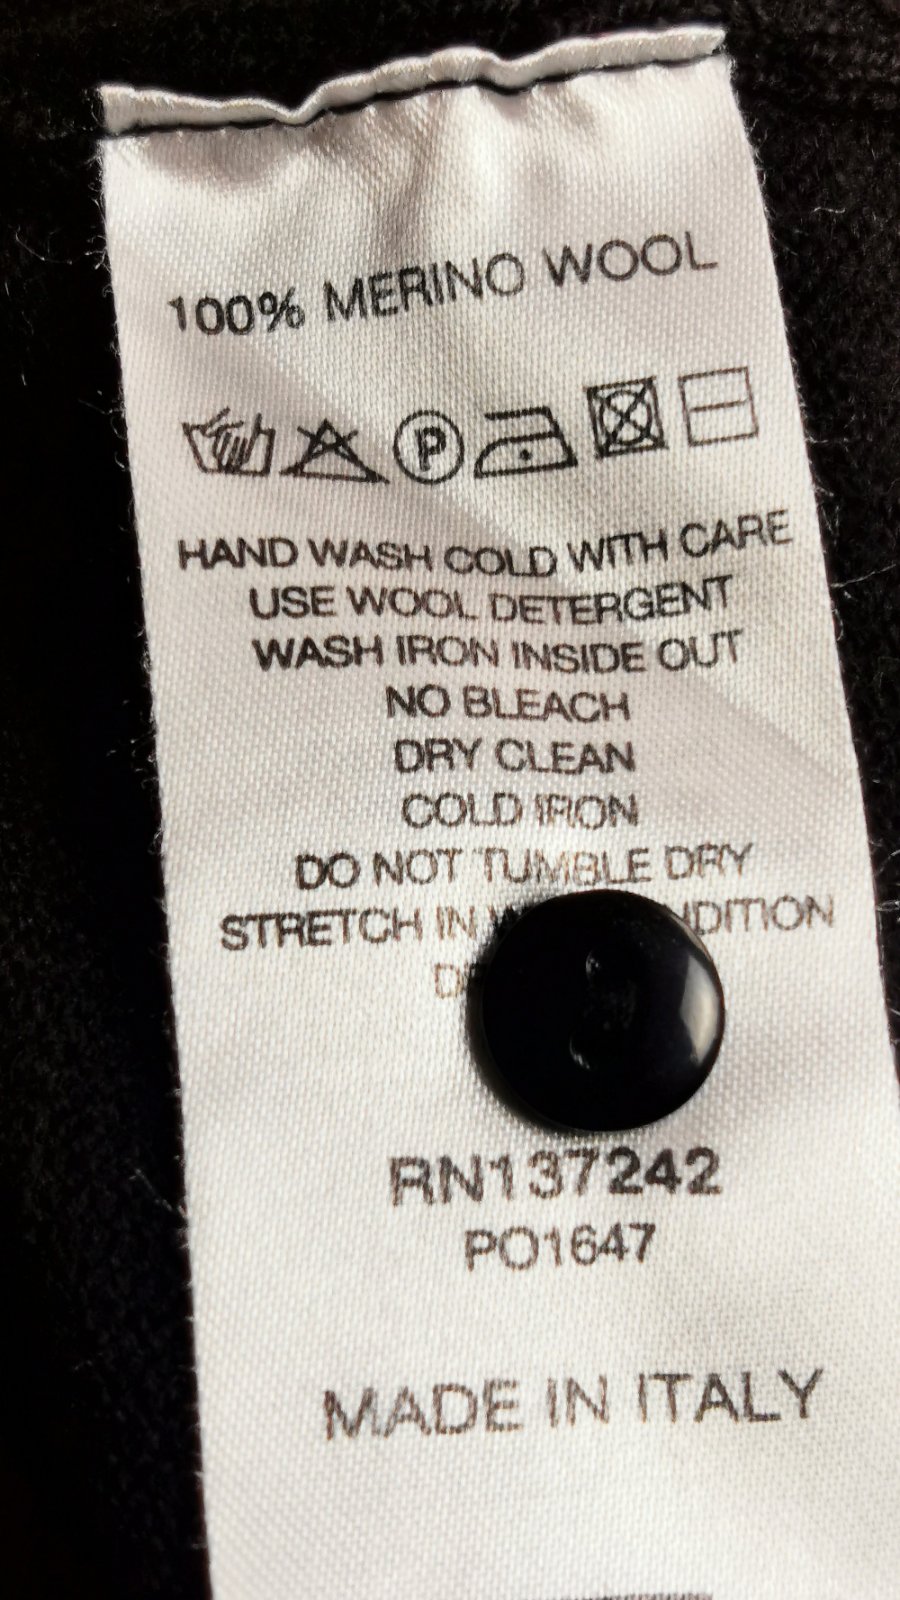 100% MERINO WOOL
P
HAND WASH COLD WITH CARE
USE WOOL DETERGENT
WASH IRON INSIDE OUT
NO BLEACH
DRY CLEAN
COLD IRON
DO NOT TUMBLE DRY
STRETCH IN
RN137242
PO1647
MADE IN ITALY